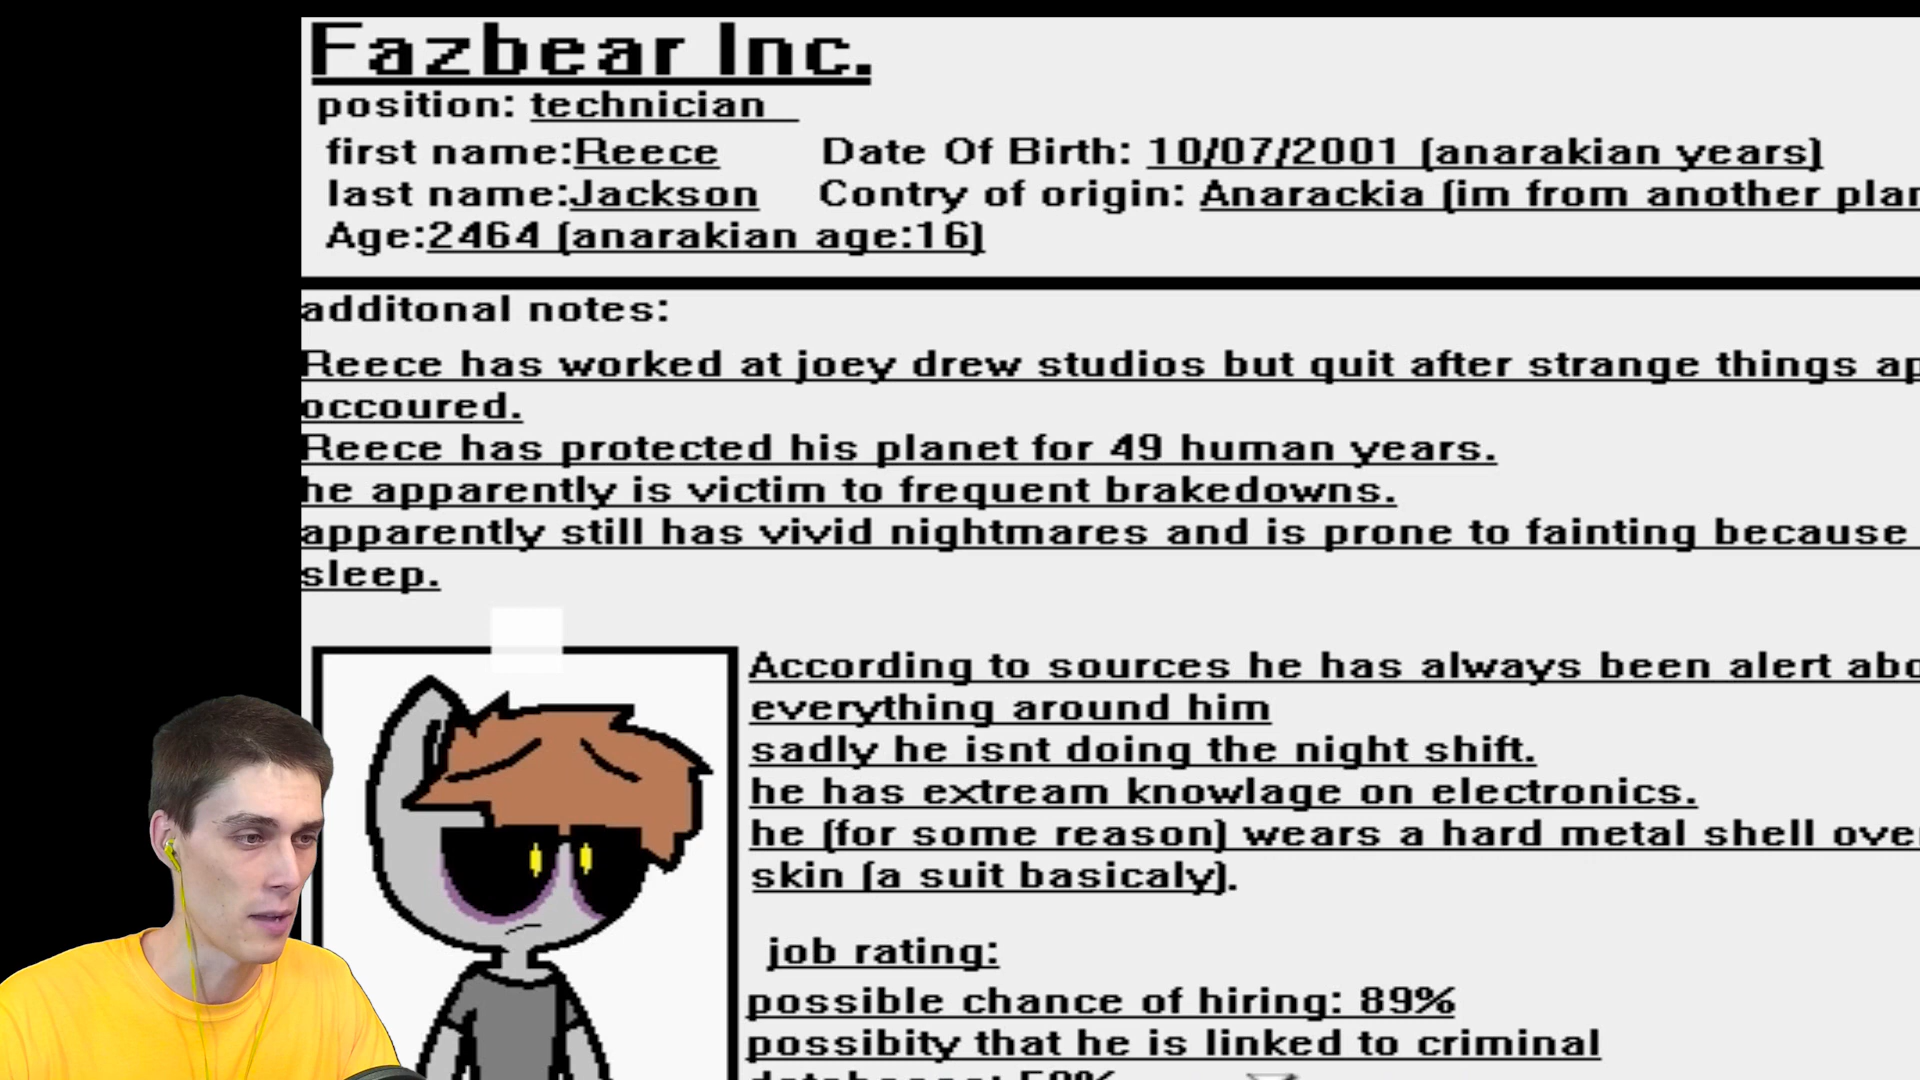 Fazbear Inc.
position: technician
first name:Reece Date Of Birth: 10/07/2001 (anarakian years)
last name:Jackson Contry of origin: Anarackia (im from another
Age:2464 (anarakian age:16)
additonal notes:
Reece has worked at joey drew studios but quit after strange things
occoured.
Reece has protected his planet for 49 human years.
he apparently is victim to frequent brakedowns.
apparently still has vivid nightmares and is prone to fainting because
sleep.
According to sources he has always been alert
everything around him
sadly he isnt doing the night shift.
he has extream knowlage on electronics.
he (for some reason) wears a hard metal shell
skin (a suit basicaly).
job rating:
possible chance of hiring: 89%
possibity that he is linked to criminal